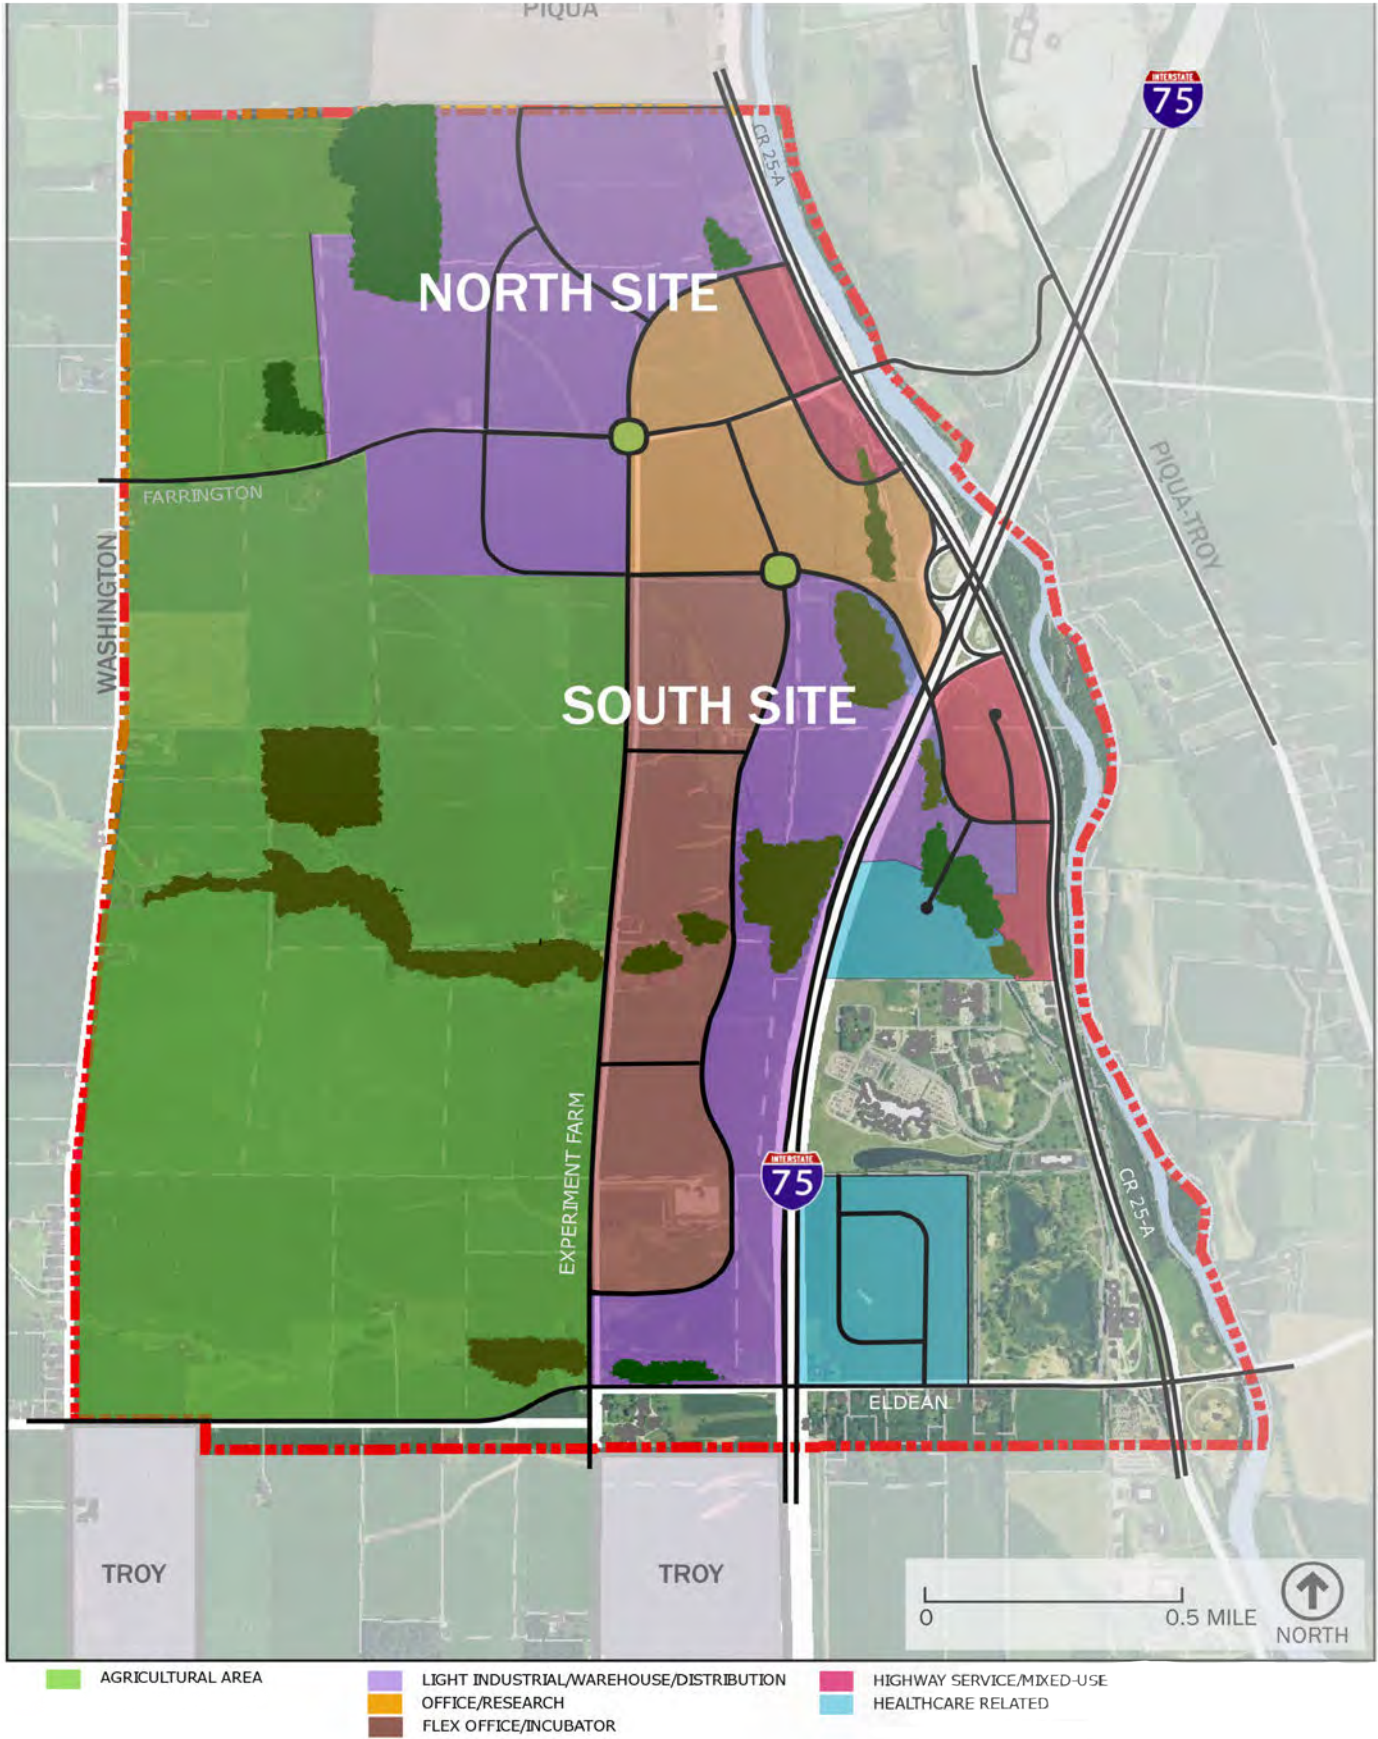 PIQUA
INTERSTATE
75
CR 25-A
NORTH SITE
PIQUA-TROY
FARRINGTON
WASHINGTON
SOUTH SITE
EXPERIMENT FARM
INTERSTATE
75
CR 25-A
ELDEAN
TROY
TROY
0
0.5 MILE
NORTH
AGRICULTURAL AREA
LIGHT INDUSTRIAL/WAREHOUSE/DISTRIBUTION
OFFICE/RESEARCH
FLEX OFFICE/INCUBATOR
HIGHWAY SERVICE/MIXED-USE
HEALTHCARE RELATED